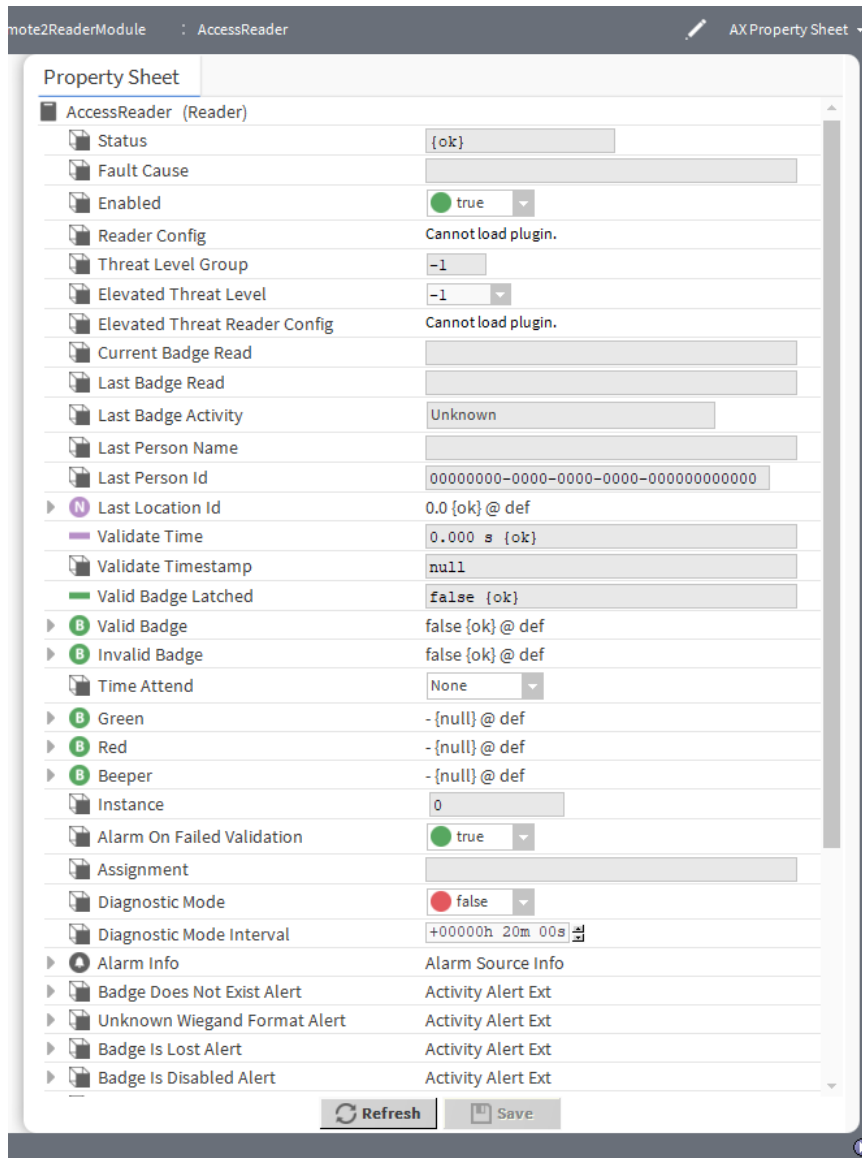 mote2ReaderModule : AccessReader AX Property Sheet
Property Sheet
AccessReader (Reader)
Status {ok}
Fault Cause
Enabled true
Reader Config Cannot load plugin.
Threat Level Group -1
Elevated Threat Level -1
Elevated Threat Reader Config Cannot load plugin.
Current Badge Read
Last Badge Read
Last Badge Activity Unknown
Last Person Name
Last Person Id 00000000-0000-0000-0000-000000000000
N Last Location Id 0.0 {ok} @ def
Validate Time 0.000 s {ok}
Validate Timestamp null
Valid Badge Latched false {ok}
B Valid Badge false {ok} @ def
B Invalid Badge false {ok} @ def
Time Attend None
B Green - {null} @ def
B Red - {null} @ def
B Beeper - {null} @ def
Instance 0
Alarm On Failed Validation true
Assignment
Diagnostic Mode false
Diagnostic Mode Interval +00000h 20m 00s
Alarm Info Alarm Source Info
Badge Does Not Exist Alert Activity Alert Ext
Unknown Wiegand Format Alert Activity Alert Ext
Badge Is Lost Alert Activity Alert Ext
Badge Is Disabled Alert Activity Alert Ext
Refresh Save